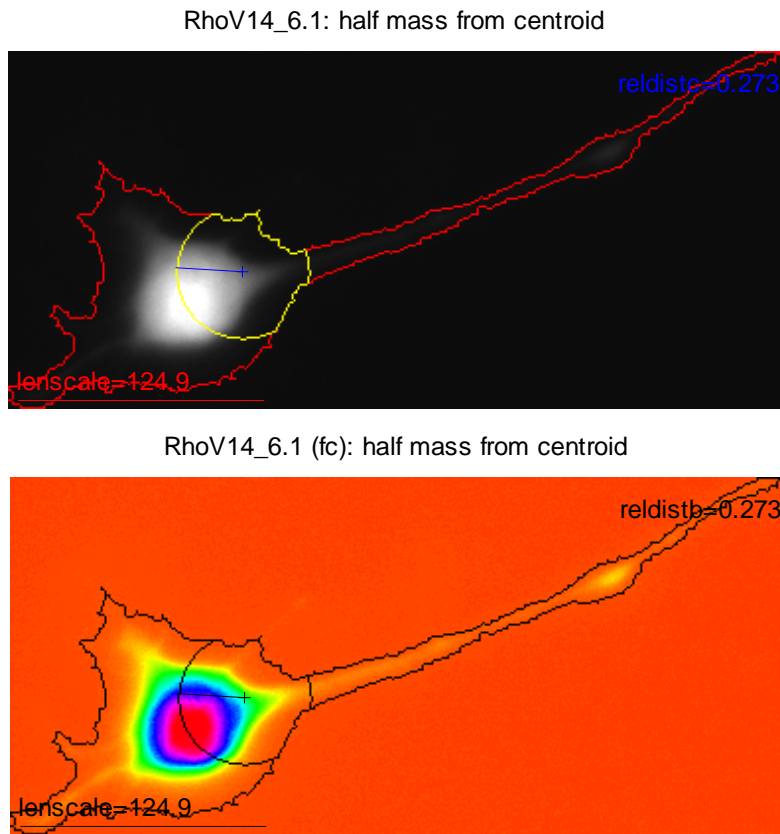 RhoV14_6.1: half mass from centroid
reldistc=0.273
lenscale=124.9
RhoV14_6.1 (fc): half mass from centroid
reldistb=0.273
lenscale=124.9